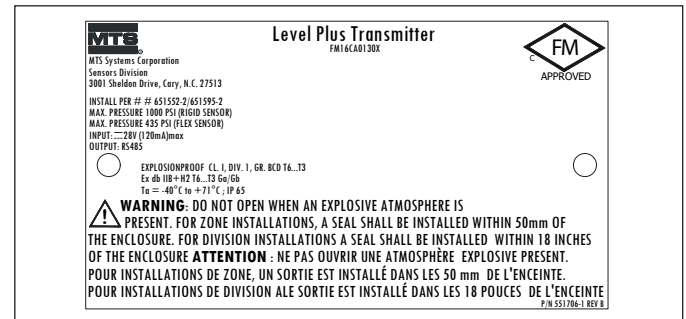 MTS
Level Plus Transmitter
FM16CA0130X
MTS Systems Corporation
Sensors Division
3001 Sheldon Drive, Cary, N.C. 27513
C FM
APPROVED
INSTALL PER # # 651552-2/651595-2
MAX. PRESSURE 1000 PSI (RIGID SENSOR)
MAX. PRESSURE 435 PSI (FLEX SENSOR)
INPUT: ⎓28V (120mA)max
OUTPUT: RS485
EXPLOSIONPROOF CL. I, DIV. 1, GR. BCD T6...T3
Ex db IIB+H2 T6...T3 Ga/Gb
Ta = -40°C to +71°C ; IP 65
WARNING: DO NOT OPEN WHEN AN EXPLOSIVE ATMOSPHERE IS
PRESENT. FOR ZONE INSTALLATIONS, A SEAL SHALL BE INSTALLED WITHIN 50mm OF
THE ENCLOSURE. FOR DIVISION INSTALLATIONS A SEAL SHALL BE INSTALLED WITHIN 18 INCHES
OF THE ENCLOSURE ATTENTION : NE PAS OUVRIR UNE ATMOSPHÈRE EXPLOSIVE PRESENT.
POUR INSTALLATIONS DE ZONE, UN SORTIE EST INSTALLÉ DANS LES 50 mm DE L'ENCEINTE.
POUR INSTALLATIONS DE DIVISION ALE SORTIE EST INSTALLÉ DANS LES 18 POUCES DE L'ENCEINTE
P/N 551706-1 REV B